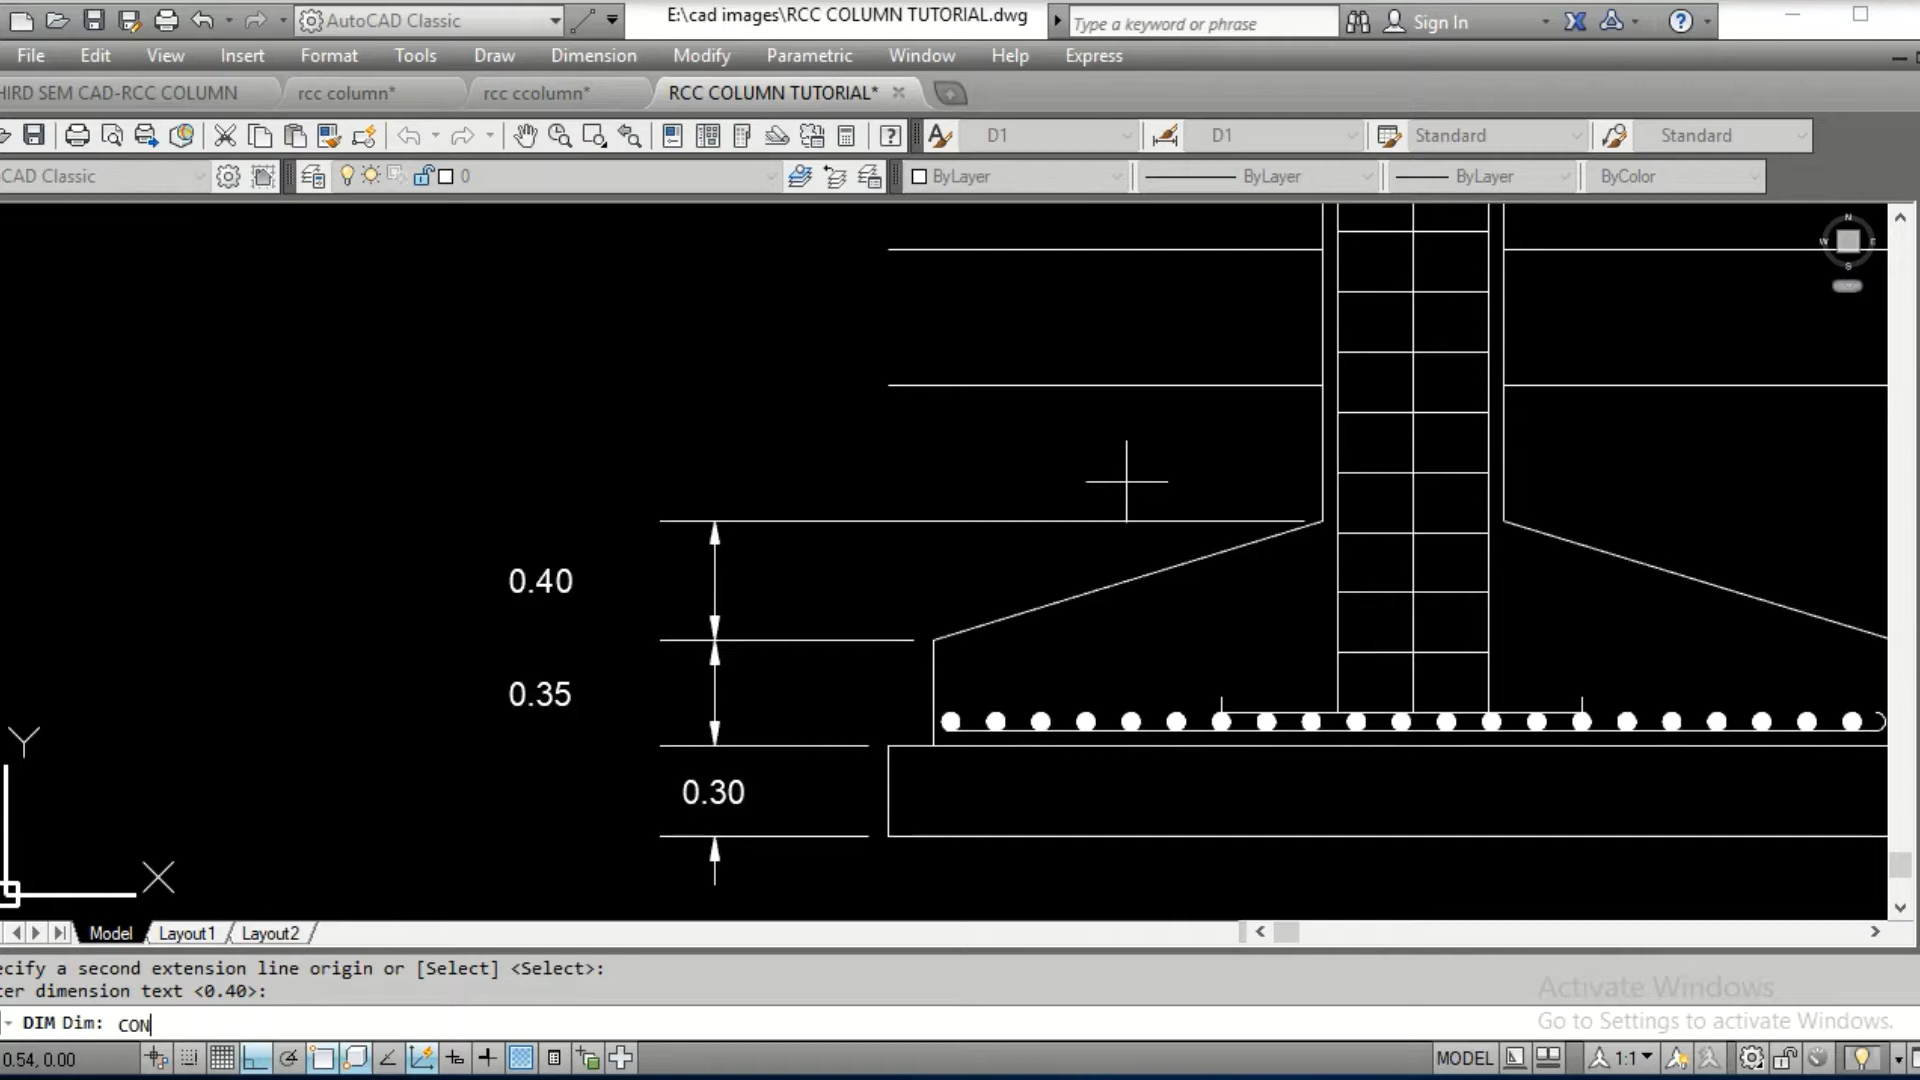 AutoCAD Classic
E:\cad images\RCC COLUMN TUTORIAL.dwg
Type a keyword or phrase
Sign In
File Edit View Insert Format Tools Draw Dimension Modify Parametric Window Help Express
HIRD SEM CAD-RCC COLUMN
rcc column*
rcc ccolumn*
RCC COLUMN TUTORIAL*
D1
D1
Standard
Standard
CAD Classic
0
ByLayer
ByLayer
ByLayer
ByColor
N
W
S
0.40
0.35
0.30
Y
X
Model Layout1 Layout2
ecify a second extension line origin or [Select] <Select>:
ter dimension text <0.40>:
DIM Dim: CON
Activate Windows
Go to Settings to activate Windows.
0.54, 0.00
MODEL
1:1